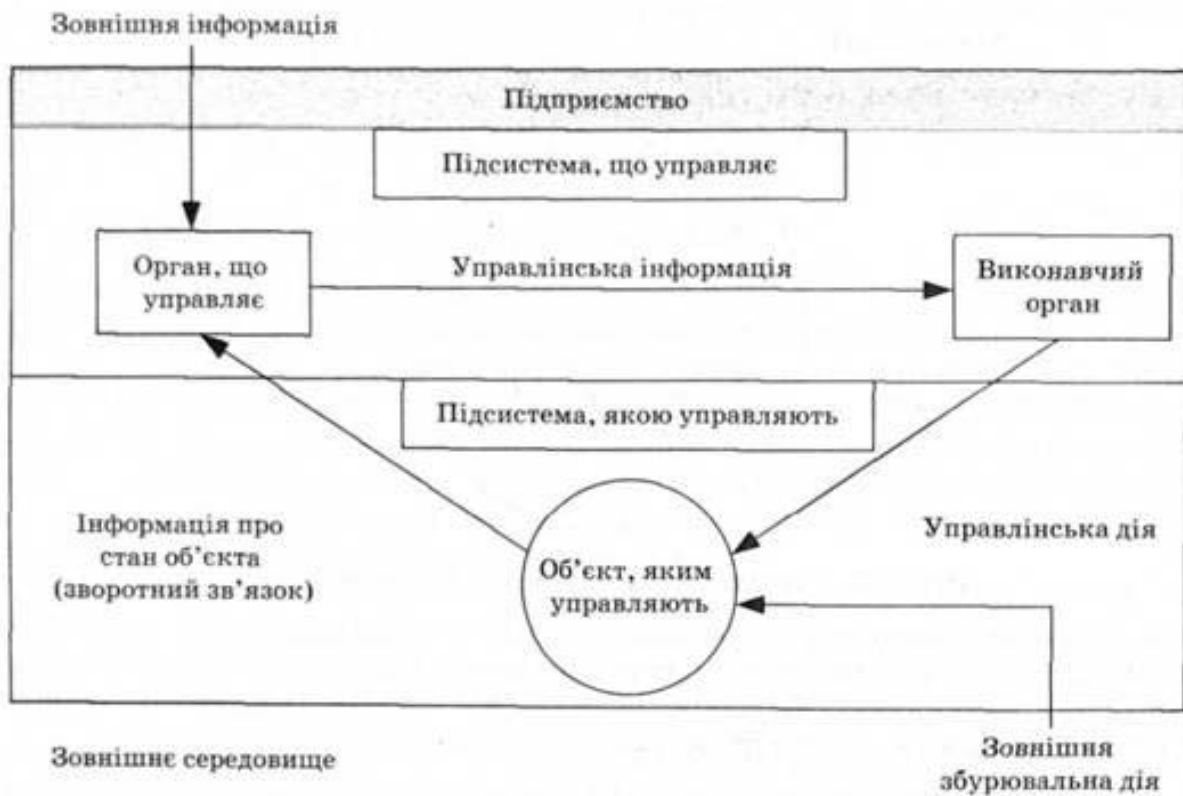 Зовнішня інформація
Підприємство
Підсистема, що управляє
Орган, що
управляє
Управлінська інформація
Виконавчий
орган
Підсистема, якою управляють
Інформація про
стан об’єкта
(зворотний зв’язок)
Управлінська дія
Об’єкт, яким
управляють
Зовнішнє середовище
Зовнішня
збурювальна дія